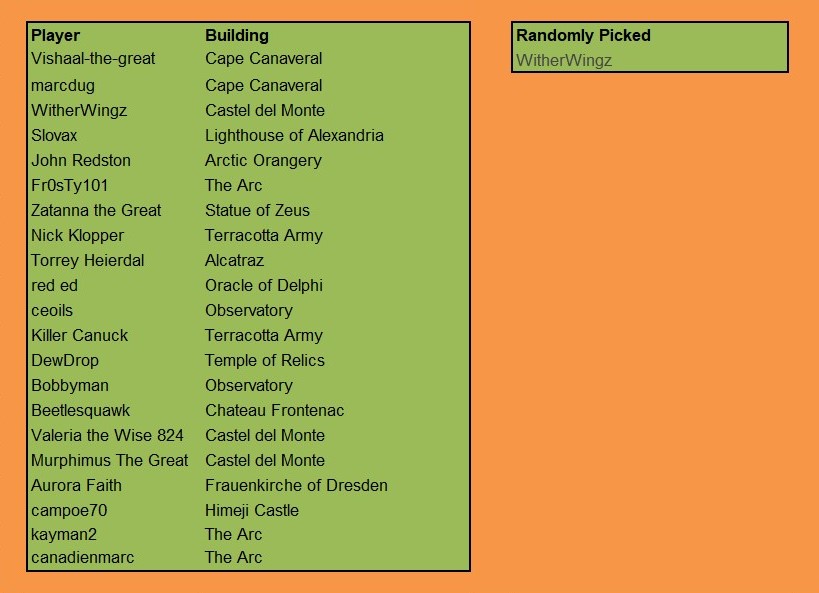 Player Building
Vishaal-the-great Cape Canaveral
marcdug Cape Canaveral
WitherWingz Castel del Monte
Slovax Lighthouse of Alexandria
John Redston Arctic Orangery
Fr0sTy101 The Arc
Zatanna the Great Statue of Zeus
Nick Klopper Terracotta Army
Torrey Heierdal Alcatraz
red ed Oracle of Delphi
ceoils Observatory
Killer Canuck Terracotta Army
DewDrop Temple of Relics
Bobbyman Observatory
Beetlesquawk Chateau Frontenac
Valeria the Wise 824 Castel del Monte
Murphimus The Great Castel del Monte
Aurora Faith Frauenkirche of Dresden
campoe70 Himeji Castle
kayman2 The Arc
canadienmarc The Arc
Randomly Picked
WitherWingz